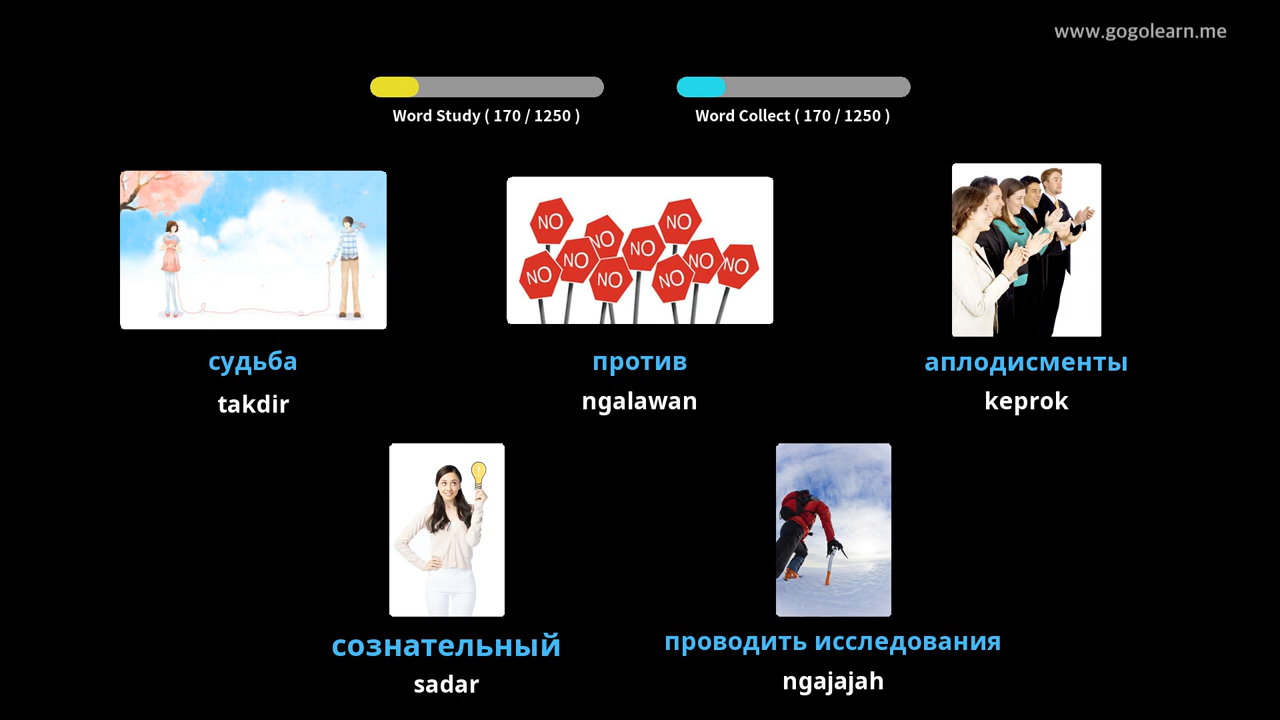 www.gogolearn.me
Word Study ( 170 / 1250 )
Word Collect ( 170 / 1250 )
NO NO NO NO NO NO NO NO NO NO
судьба
takdir
против
ngalawan
аплодисменты
keprok
сознательный
sadar
проводить исследования
ngajajah